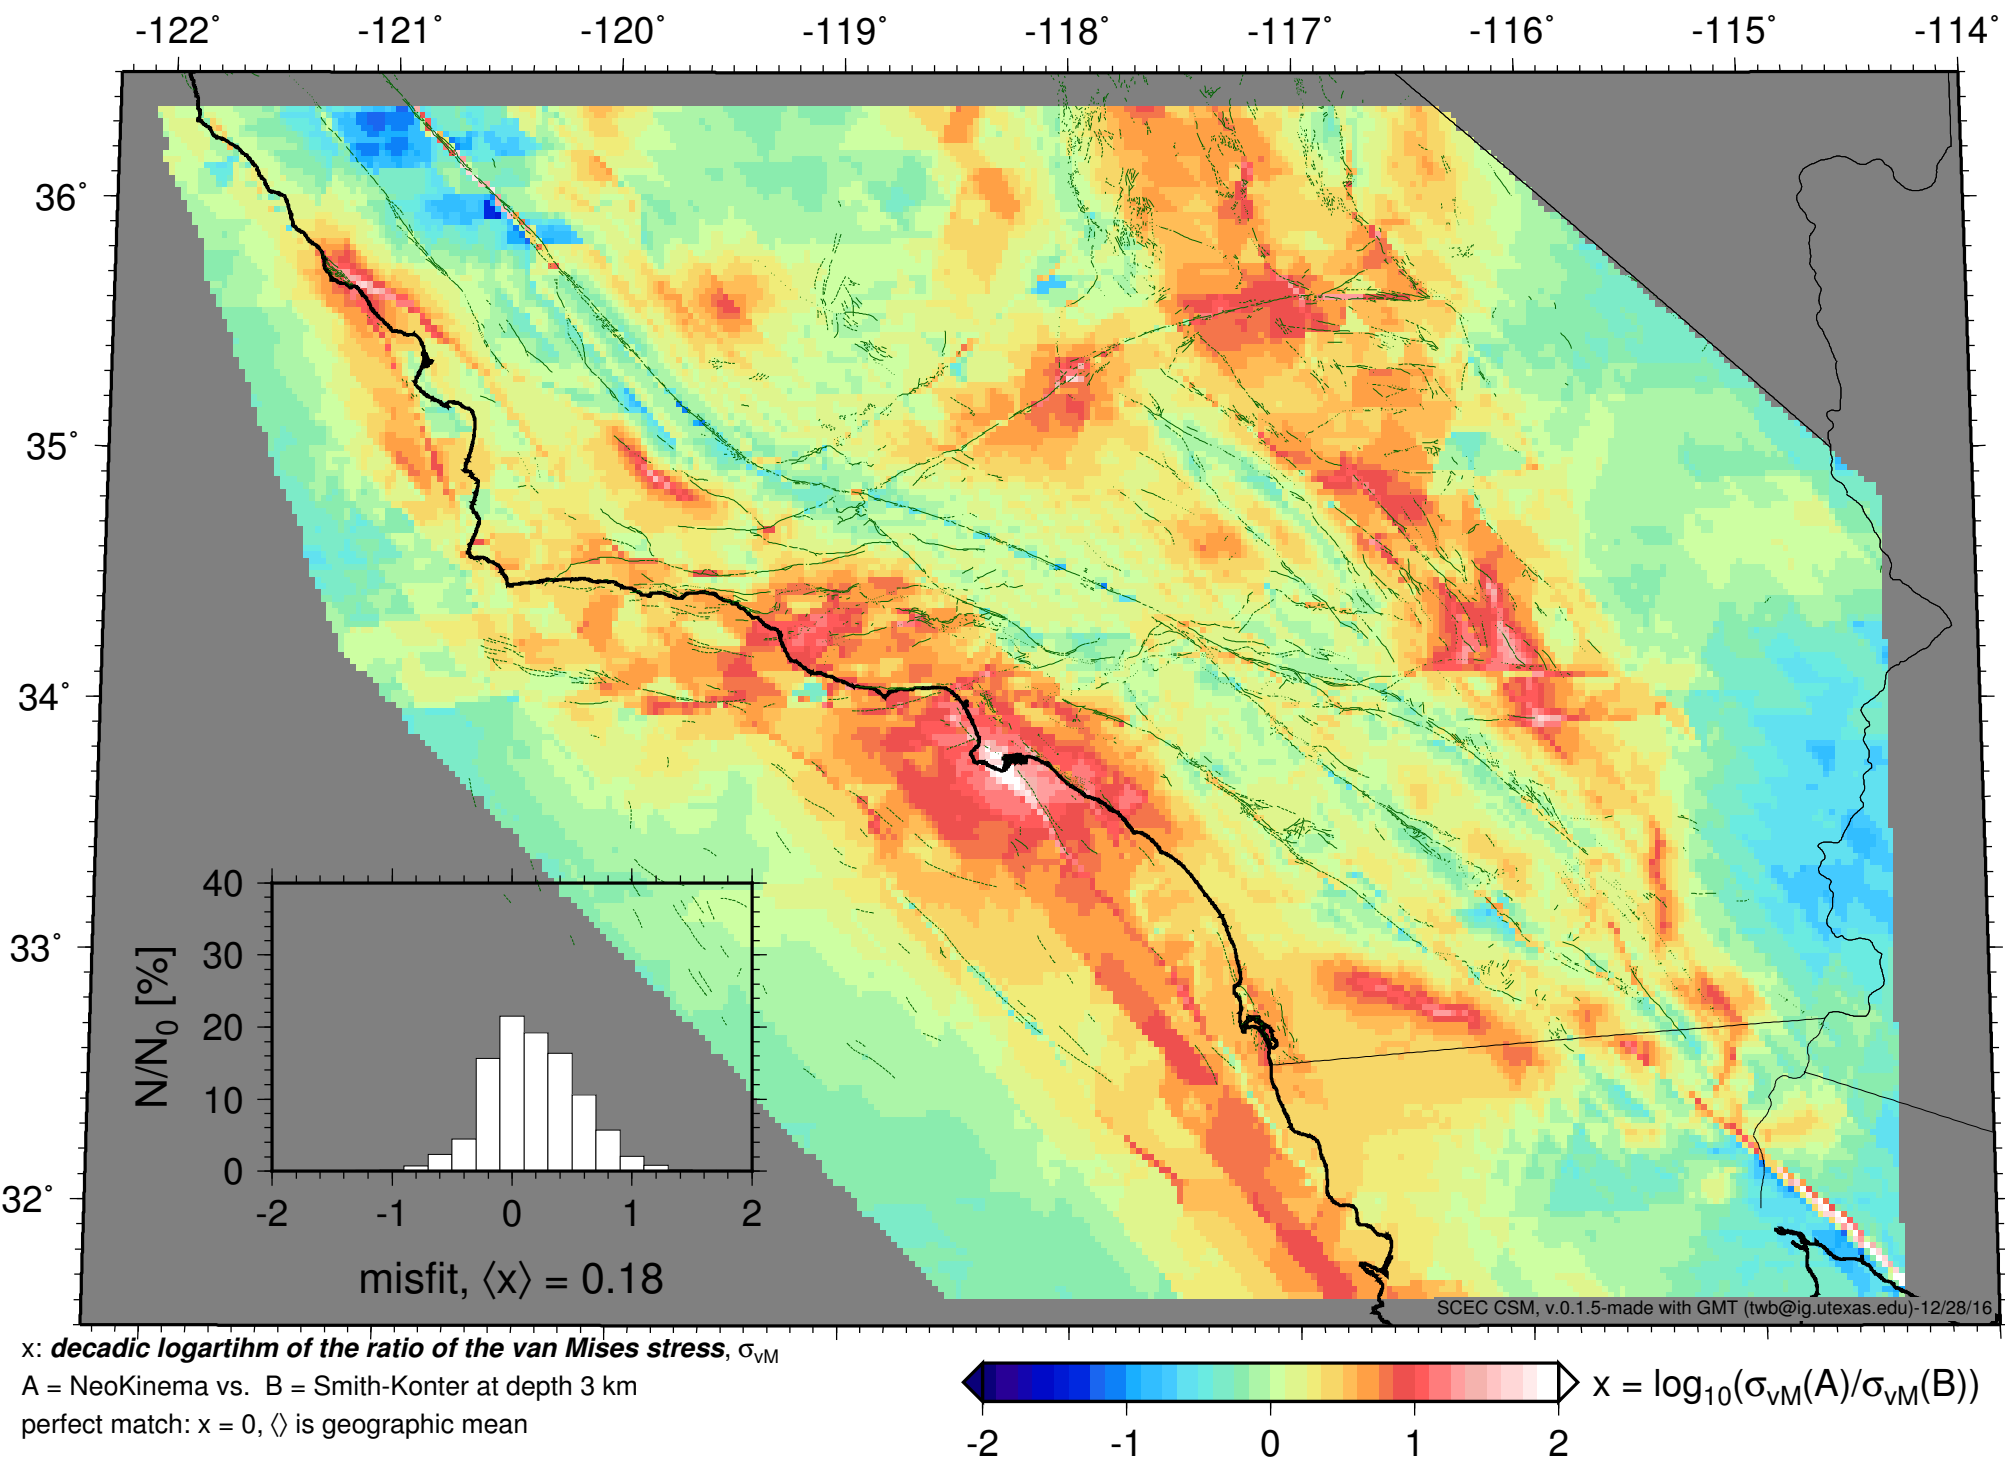 -122° -121° -120° -119° -118° -117° -116° -115° -114°
36°
35°
34°
33°
32°
40
30
20
10
0
N/N0 [%]
-2 -1 0 1 2
misfit, ⟨x⟩ = 0.18
SCEC CSM, v.0.1.5-made with GMT (twb@ig.utexas.edu)-12/28/16
x: decadic logartihm of the ratio of the van Mises stress, σvM
A = NeoKinema vs. B = Smith-Konter at depth 3 km
perfect match: x = 0, ⟨⟩ is geographic mean
x = log10(σvM(A)/σvM(B))
-2 -1 0 1 2